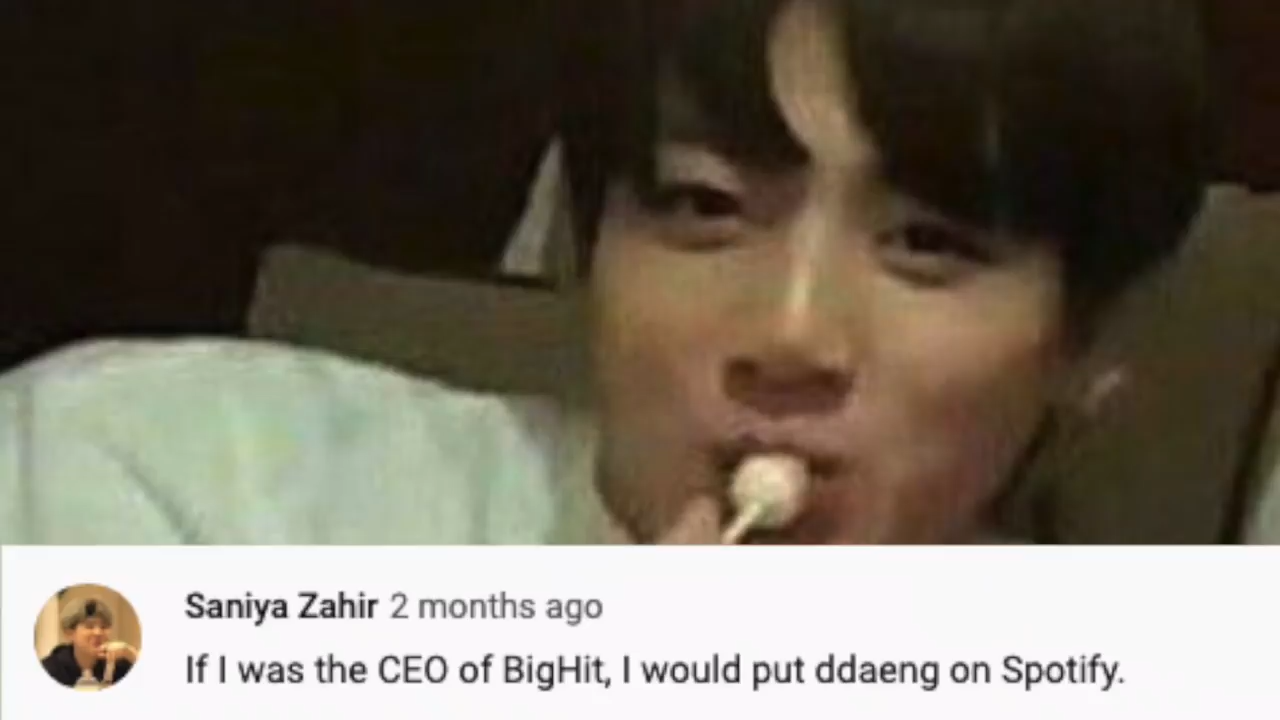 Saniya Zahir 2 months ago
If I was the CEO of BigHit, I would put ddaeng on Spotify.